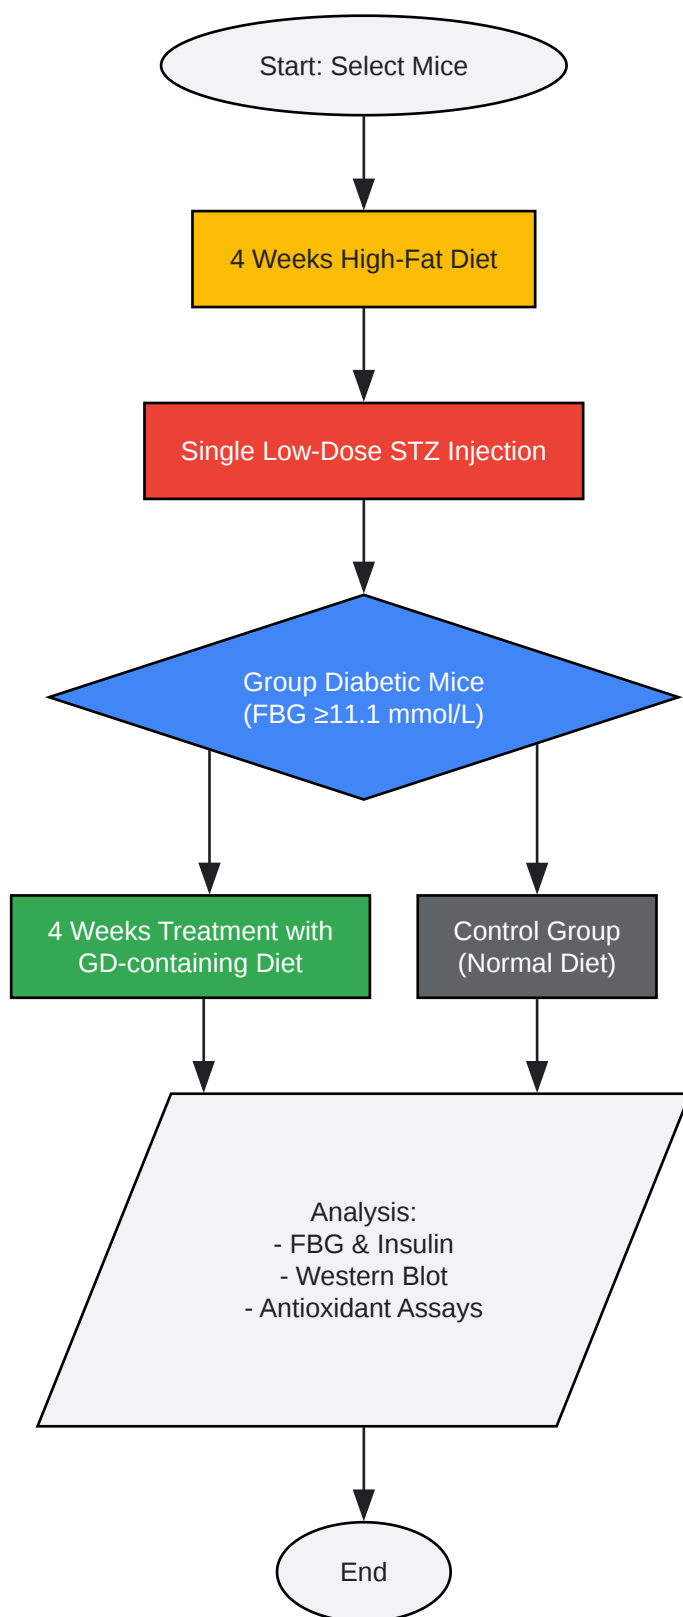 Start: Select Mice
4 Weeks High-Fat Diet
Single Low-Dose STZ Injection
Group Diabetic Mice
(FBG ≥11.1 mmol/L)
4 Weeks Treatment with
GD-containing Diet
Control Group
(Normal Diet)
Analysis:
- FBG & Insulin
- Western Blot
- Antioxidant Assays
End